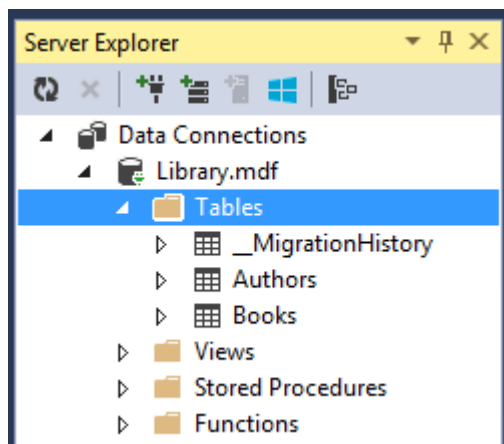 Server Explorer
Data Connections
Library.mdf
Tables
__MigrationHistory
Authors
Books
Views
Stored Procedures
Functions